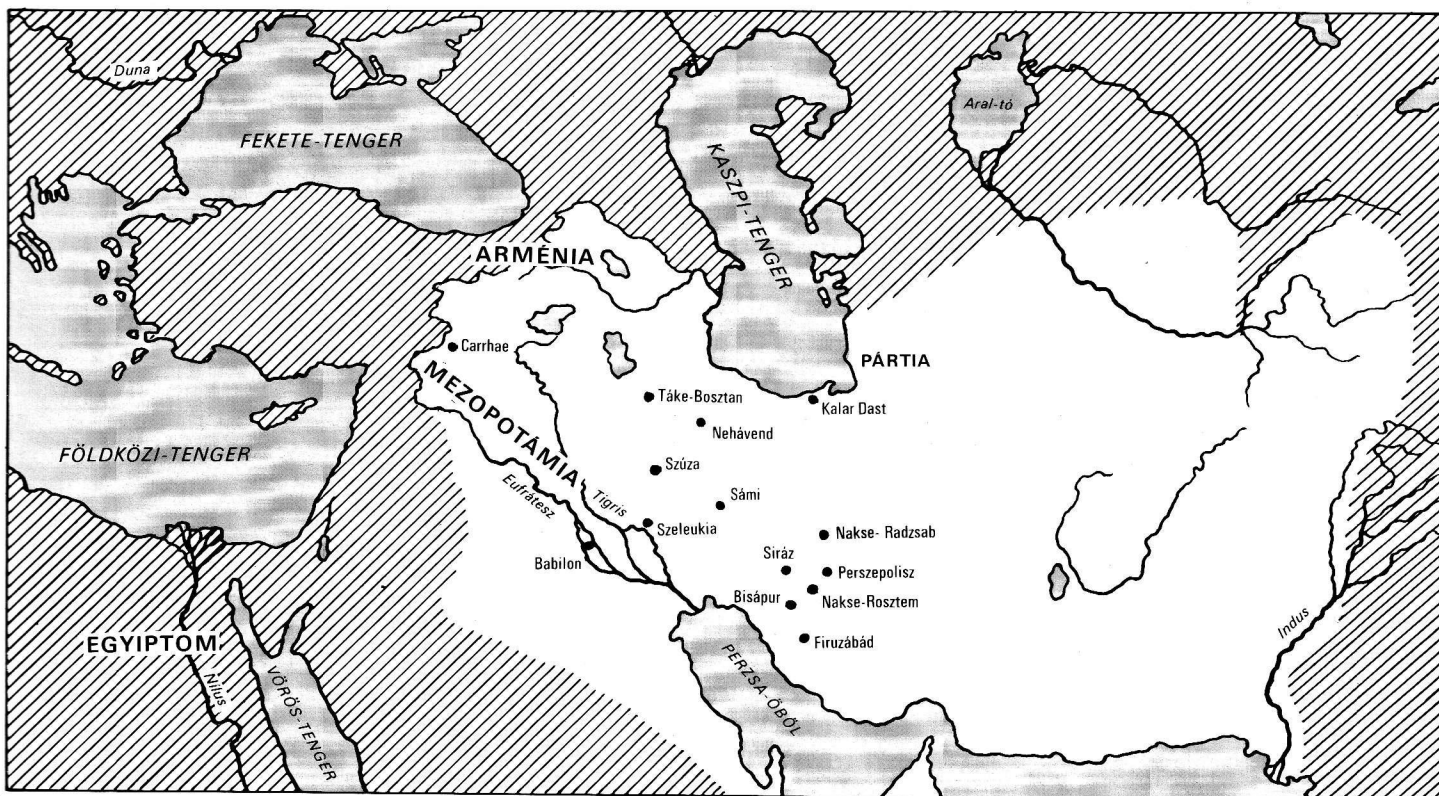 Duna
FEKETE-TENGER
KASZPI-TENGER
Aral-tó
ARMÉNIA
Carrhae
PÁRTIA
MEZOPOTÁMIA
Táke-Bosztan
Kalar Dast
Nehávend
FÖLDKÖZI-TENGER
Szúza
Eufrátesz
Tigris
Sámi
Szeleukia
Babilon
Nakse- Radzsab
Siráz
Perszepolisz
Bisápur
Nakse-Rosztem
Firuzábád
EGYIPTOM
Nílus
VÖRÖS-TENGER
PERZSA-ÖBÖL
Indus